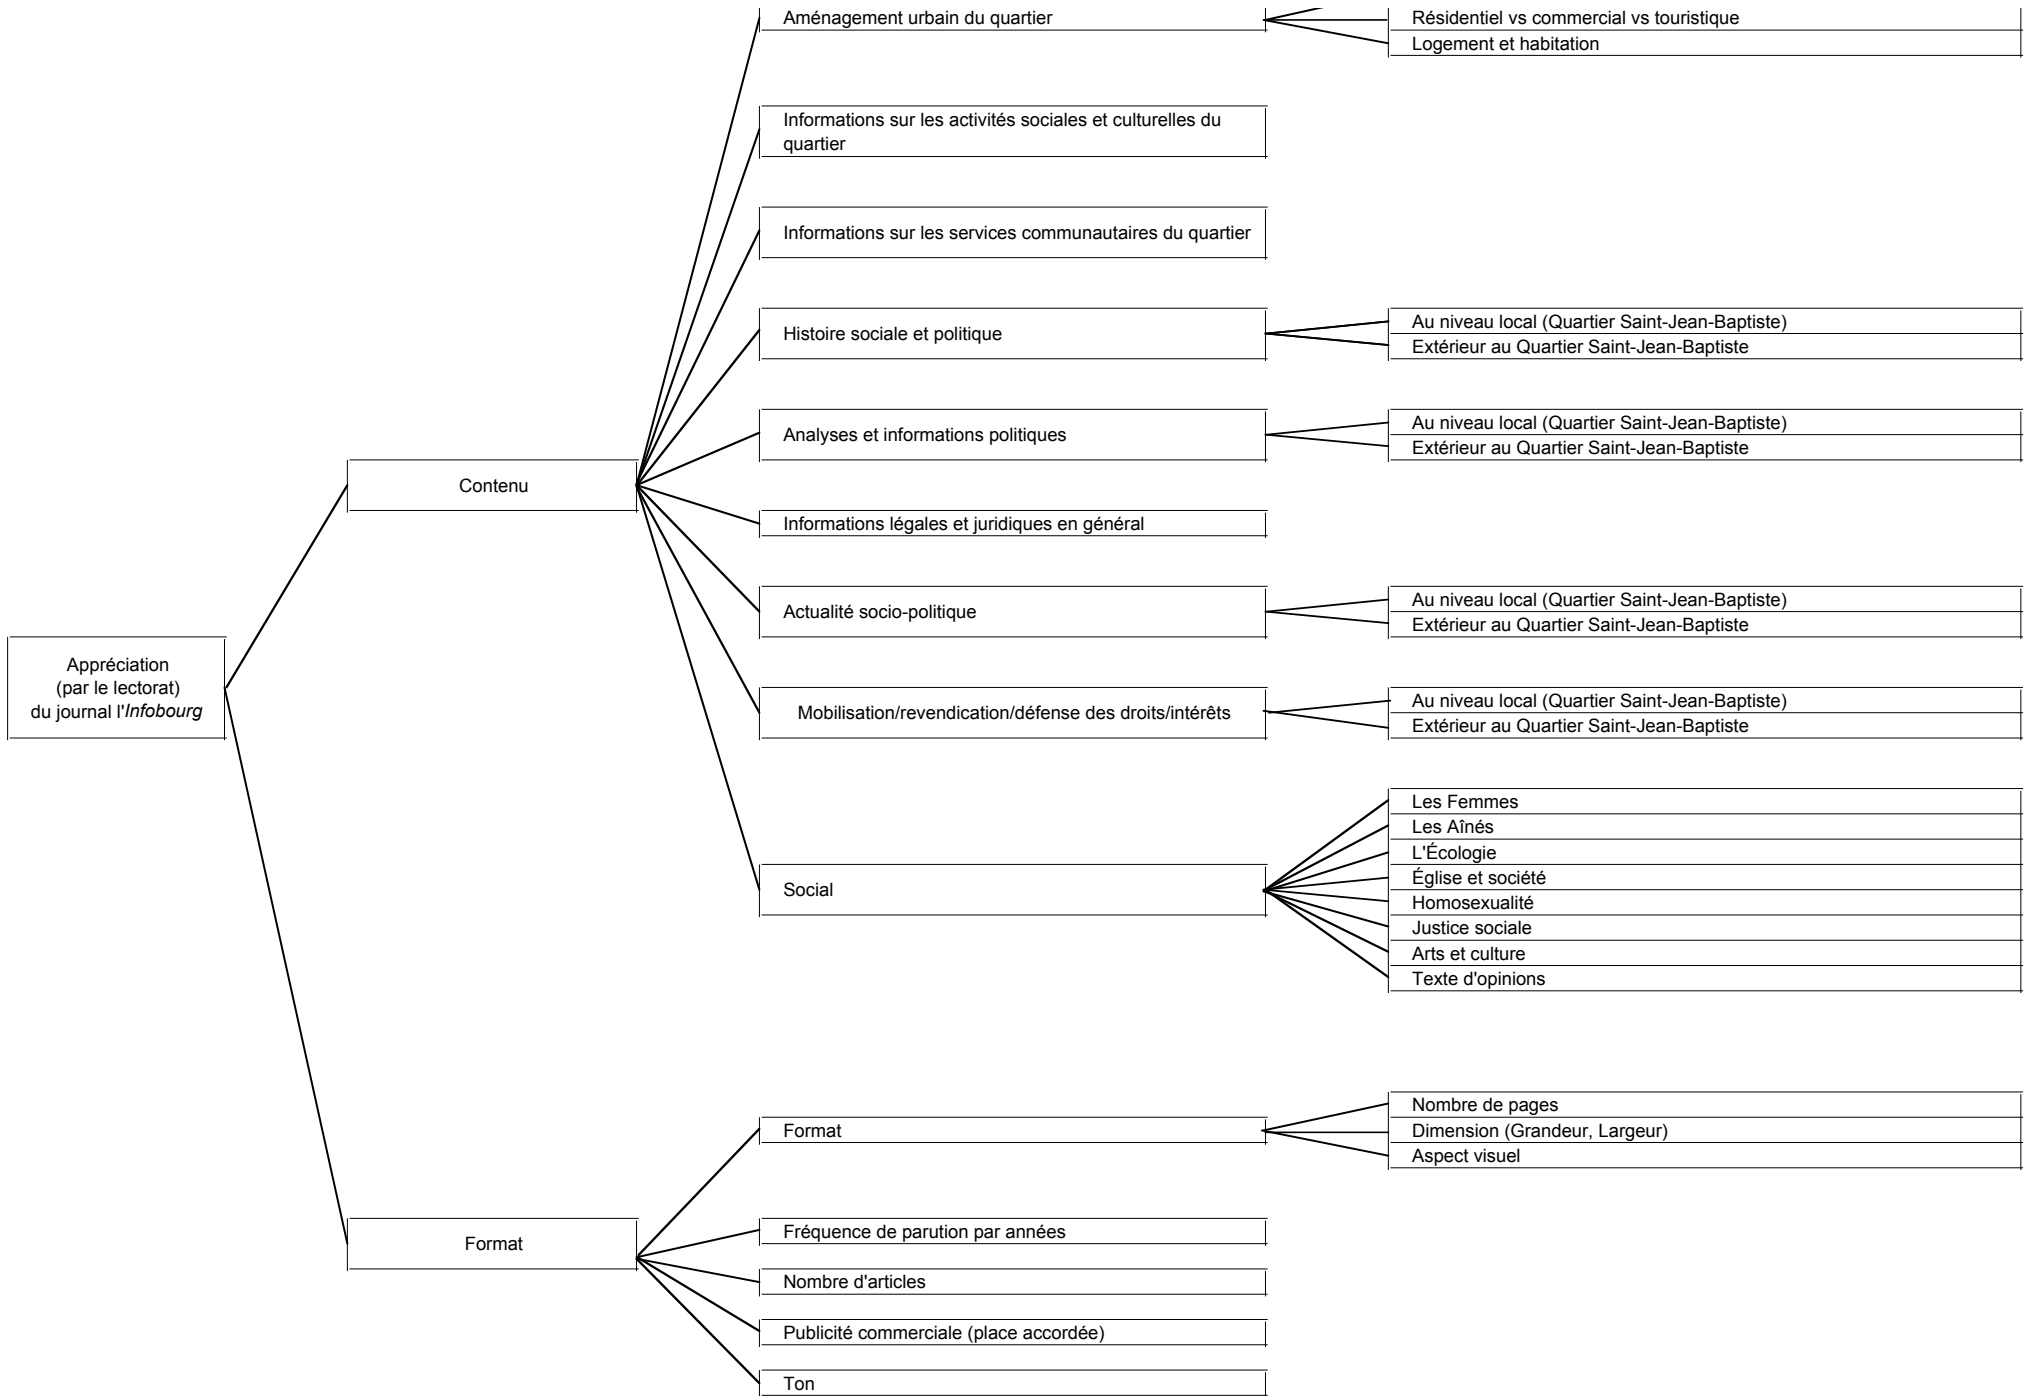 Aménagement urbain du quartier
Résidentiel vs commercial vs touristique
Logement et habitation
Informations sur les activités sociales et culturelles du
quartier
Informations sur les services communautaires du quartier
Histoire sociale et politique
Au niveau local (Quartier Saint-Jean-Baptiste)
Extérieur au Quartier Saint-Jean-Baptiste
Analyses et informations politiques
Au niveau local (Quartier Saint-Jean-Baptiste)
Extérieur au Quartier Saint-Jean-Baptiste
Contenu
Informations légales et juridiques en général
Actualité socio-politique
Au niveau local (Quartier Saint-Jean-Baptiste)
Extérieur au Quartier Saint-Jean-Baptiste
Appréciation
(par le lectorat)
du journal l'Infobourg
Mobilisation/revendication/défense des droits/intérêts
Au niveau local (Quartier Saint-Jean-Baptiste)
Extérieur au Quartier Saint-Jean-Baptiste
Social
Les Femmes
Les Aînés
L'Écologie
Église et société
Homosexualité
Justice sociale
Arts et culture
Texte d'opinions
Format
Nombre de pages
Dimension (Grandeur, Largeur)
Aspect visuel
Format
Fréquence de parution par années
Nombre d'articles
Publicité commerciale (place accordée)
Ton